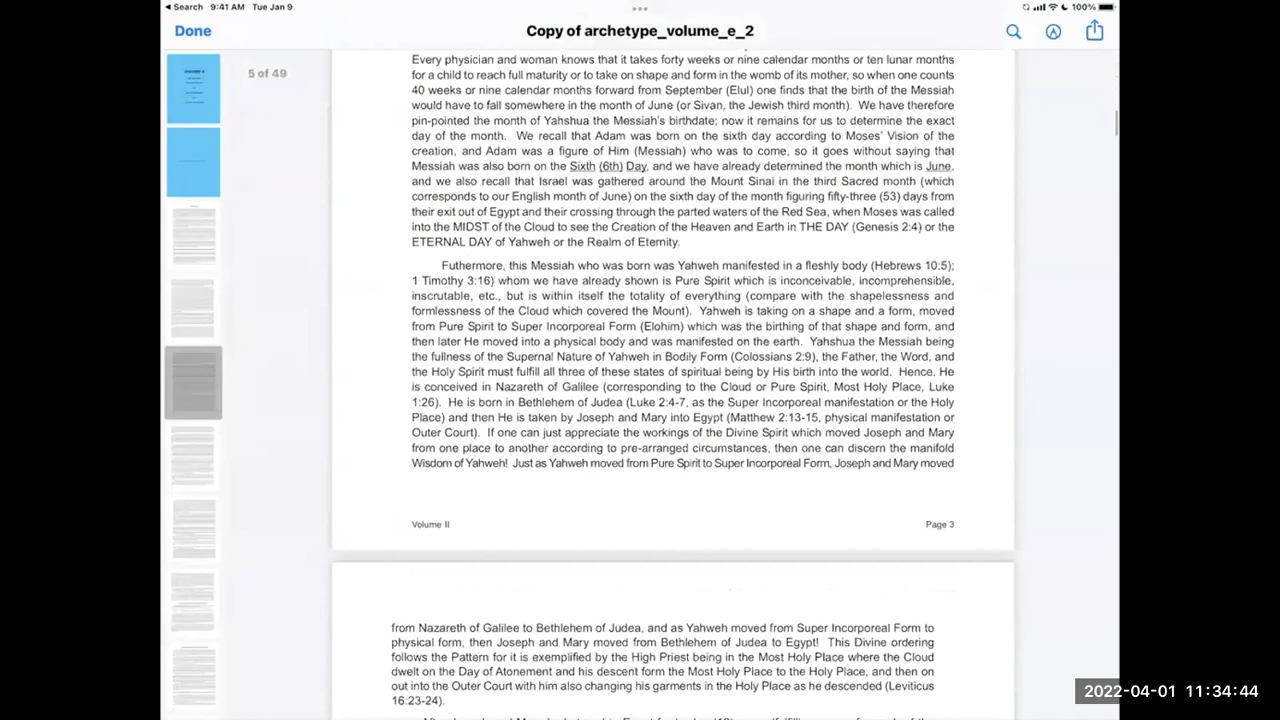 Search 9:41 AM Tue Jan 9
100%
Done
Copy of archetype_volume_e_2
5 of 49
Every physician and woman knows that it takes forty weeks or nine calendar months or ten lunar months
for a child to reach full maturity or to take on shape and form in the womb of its mother, so when one counts
40 weeks or nine calendar months forward from September (Elul) one finds that the birth of the Messiah
would have to fall somewhere in the month of June (or Sivan, the Jewish third month). We have therefore
pin-pointed the month of Yahshua the Messiah's birthdate; now it remains for us to determine the exact
day of the month. We recall that Adam was born on the sixth day according to Moses' Vision of the
creation, and Adam was a figure of Him (Messiah) who was to come, so it goes without saying that
Messiah was also born on the Sixth (6th) Day, and we have already determined the month which is June,
and we also recall that Israel was gathered around the Mount Sinai in the third Sacred month (which
corresponds to our English month of June) on the sixth day of the month figuring fifty-three (53) days from
their exit out of Egypt and their crossing through the parted waters of the Red Sea, when Moses was called
into the MIDST of the Cloud to see the Creation of the Heaven and Earth in THE DAY (Genesis 2:4) or the
ETERNAL DAY of Yahweh or the Realm of Eternity.
Futhermore, this Messiah who was born was Yahweh manifested in a fleshly body (Hebrews 10:5);
1 Timothy 3:16) whom we have already shown is Pure Spirit which is inconceivable, incomprehensible,
inscrutable, etc., but is within itself the totality of everything (compare with the shapelessness and
formlessness of the Cloud which covered the Mount). Yahweh is taking on a shape and a form, moved
from Pure Spirit to Super Incorporeal Form (Elohim) which was the birthing of that shape and form, and
then later He moved into a physical body and was manifested on the earth. Yahshua the Messiah being
the fullness of the Supernal Nature of Yahweh in Bodily Form (Colossians 2:9), the Father, the Word, and
the Holy Spirit must fulfill all three of these states of spiritual being by His birth into the world. Hence, He
is conceived in Nazareth of Galilee (corresponding to the Cloud or Pure Spirit, Most Holy Place, Luke
1:26). He is born in Bethlehem of Judea (Luke 2:4-7, as the Super Incorporeal manifestation or the Holy
Place) and then He is taken by Joseph and Mary into Egypt (Matthew 2:13-15, physical manifestation or
Outer Court). If one can just appreciate the workings of the Divine Spirit which moved Joseph and Mary
from one place to another according to pre-arranged circumstances, then one can discern the manifold
Wisdom of Yahweh! Just as Yahweh moved from Pure Spirit to Super Incorporeal Form, Joseph and Mary moved
Volume II Page 3
from Nazareth of Galilee to Bethlehem of Judea, and as Yahweh moved from Super Incorporeal Form to
physical form, then Joseph and Mary moved from Bethlehem of Judea to Egypt! This Divine ordering
follows the Pattern for it is exemplified by the High Priest being in the Most Holy Place where the Cloud
dwelt on the Day of Atonement and his descent form the Most Holy Place to the Holy Place, and then on
out into the Outer Court with him also changing his garments in the Holy Place as he descended (Leviticus
16:23-24).
2022-04-01 11:34:44